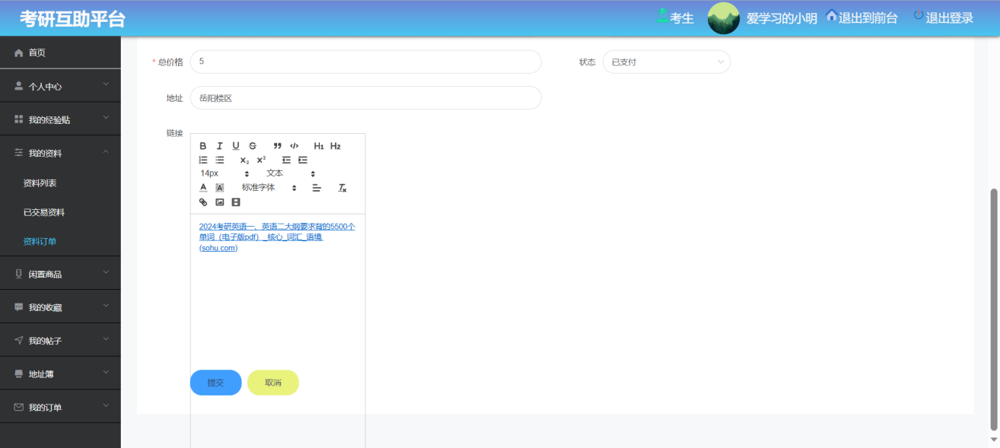 考研互助平台
考生
爱学习的小明
退出到前台
退出登录
首页
个人中心
我的经验贴
我的资料
资料列表
已交易资料
资料订单
闲置商品
我的收藏
我的帖子
地址簿
我的订单
* 总价格 5
状态 已支付
地址 岳阳楼区
链接
B I U S ❞ </> H1 H2
x₂ x²
14px 文本
A A 标准字体 Tx
2024考研英语一、英语二大纲要求背的5500个
单词（电子版pdf）_核心_词汇_语境
(sohu.com)
提交 取消